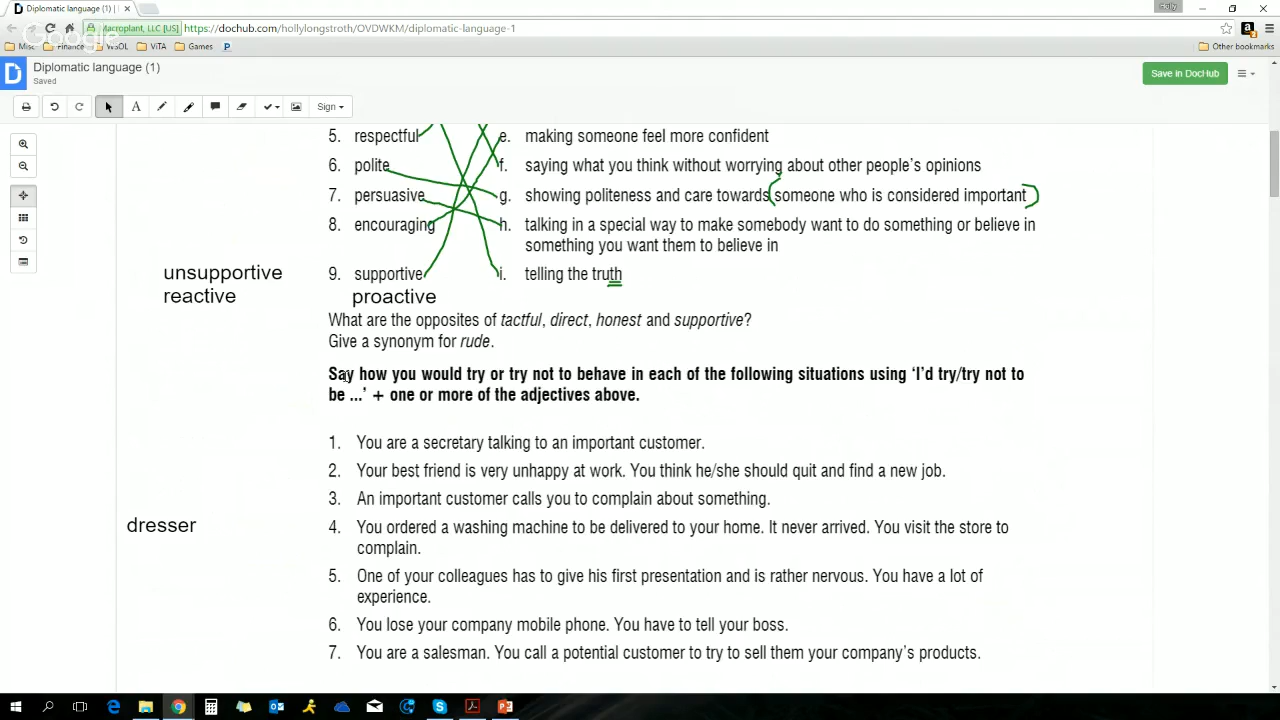 Diplomatic language (1) |
Macroplant, LLC [US]
https://dochub.com/hollylongstroth/OVDWKM/diplomatic-language-1
Google
Misc
Finance
ViTA
Games
Other bookmarks
Diplomatic language (1)
Saved
Save in DocHub
A
Sign
5. respectful e. making someone feel more confident
6. polite f. saying what you think without worrying about other people's opinions
7. persuasive g. showing politeness and care towards (someone who is considered important)
8. encouraging h. talking in a special way to make somebody want to do something or believe in
something you want them to believe in
unsupportive 9. supportive i. telling the truth
reactive proactive
What are the opposites of tactful, direct, honest and supportive?
Give a synonym for rude.
Say how you would try or try not to behave in each of the following situations using ‘I'd try/try not to
be ...’ + one or more of the adjectives above.
1. You are a secretary talking to an important customer.
2. Your best friend is very unhappy at work. You think he/she should quit and find a new job.
3. An important customer calls you to complain about something.
dresser 4. You ordered a washing machine to be delivered to your home. It never arrived. You visit the store to
complain.
5. One of your colleagues has to give his first presentation and is rather nervous. You have a lot of
experience.
6. You lose your company mobile phone. You have to tell your boss.
7. You are a salesman. You call a potential customer to try to sell them your company's products.